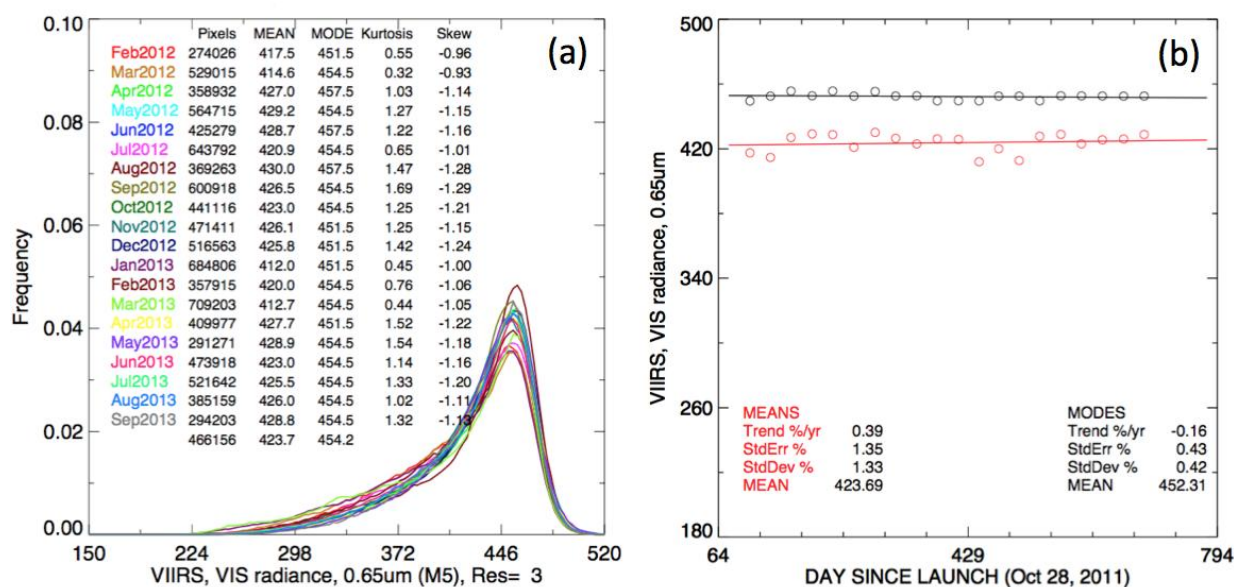 (a)
Pixels MEAN MODE Kurtosis Skew
Feb2012 274026 417.5 451.5 0.55 -0.96
Mar2012 529015 414.6 454.5 0.32 -0.93
Apr2012 358932 427.0 457.5 1.03 -1.14
May2012 564715 429.2 454.5 1.27 -1.15
Jun2012 425279 428.7 457.5 1.22 -1.16
Jul2012 643792 420.9 454.5 0.65 -1.01
Aug2012 369263 430.0 457.5 1.47 -1.28
Sep2012 600918 426.5 454.5 1.69 -1.29
Oct2012 441116 423.0 454.5 1.25 -1.21
Nov2012 471411 426.1 451.5 1.25 -1.15
Dec2012 516563 425.8 451.5 1.42 -1.24
Jan2013 684806 412.0 451.5 0.45 -1.00
Feb2013 357915 420.0 454.5 0.76 -1.06
Mar2013 709203 412.7 454.5 0.44 -1.05
Apr2013 409977 427.7 451.5 1.52 -1.22
May2013 291271 428.9 454.5 1.54 -1.18
Jun2013 473918 423.0 454.5 1.14 -1.16
Jul2013 521642 425.5 454.5 1.33 -1.20
Aug2013 385159 426.0 454.5 1.02 -1.11
Sep2013 294203 428.8 454.5 1.32 -1.13
466156 423.7 454.2
0.10
0.08
0.06
0.04
0.02
0.00
Frequency
150 224 298 372 446 520
VIIRS, VIS radiance, 0.65um (M5), Res= 3
(b)
500
420
340
260
180
VIIRS, VIS radiance, 0.65um
MEANS
Trend %/yr 0.39
StdErr % 1.35
StdDev % 1.33
MEAN 423.69
MODES
Trend %/yr -0.16
StdErr % 0.43
StdDev % 0.42
MEAN 452.31
64 429 794
DAY SINCE LAUNCH (Oct 28, 2011)